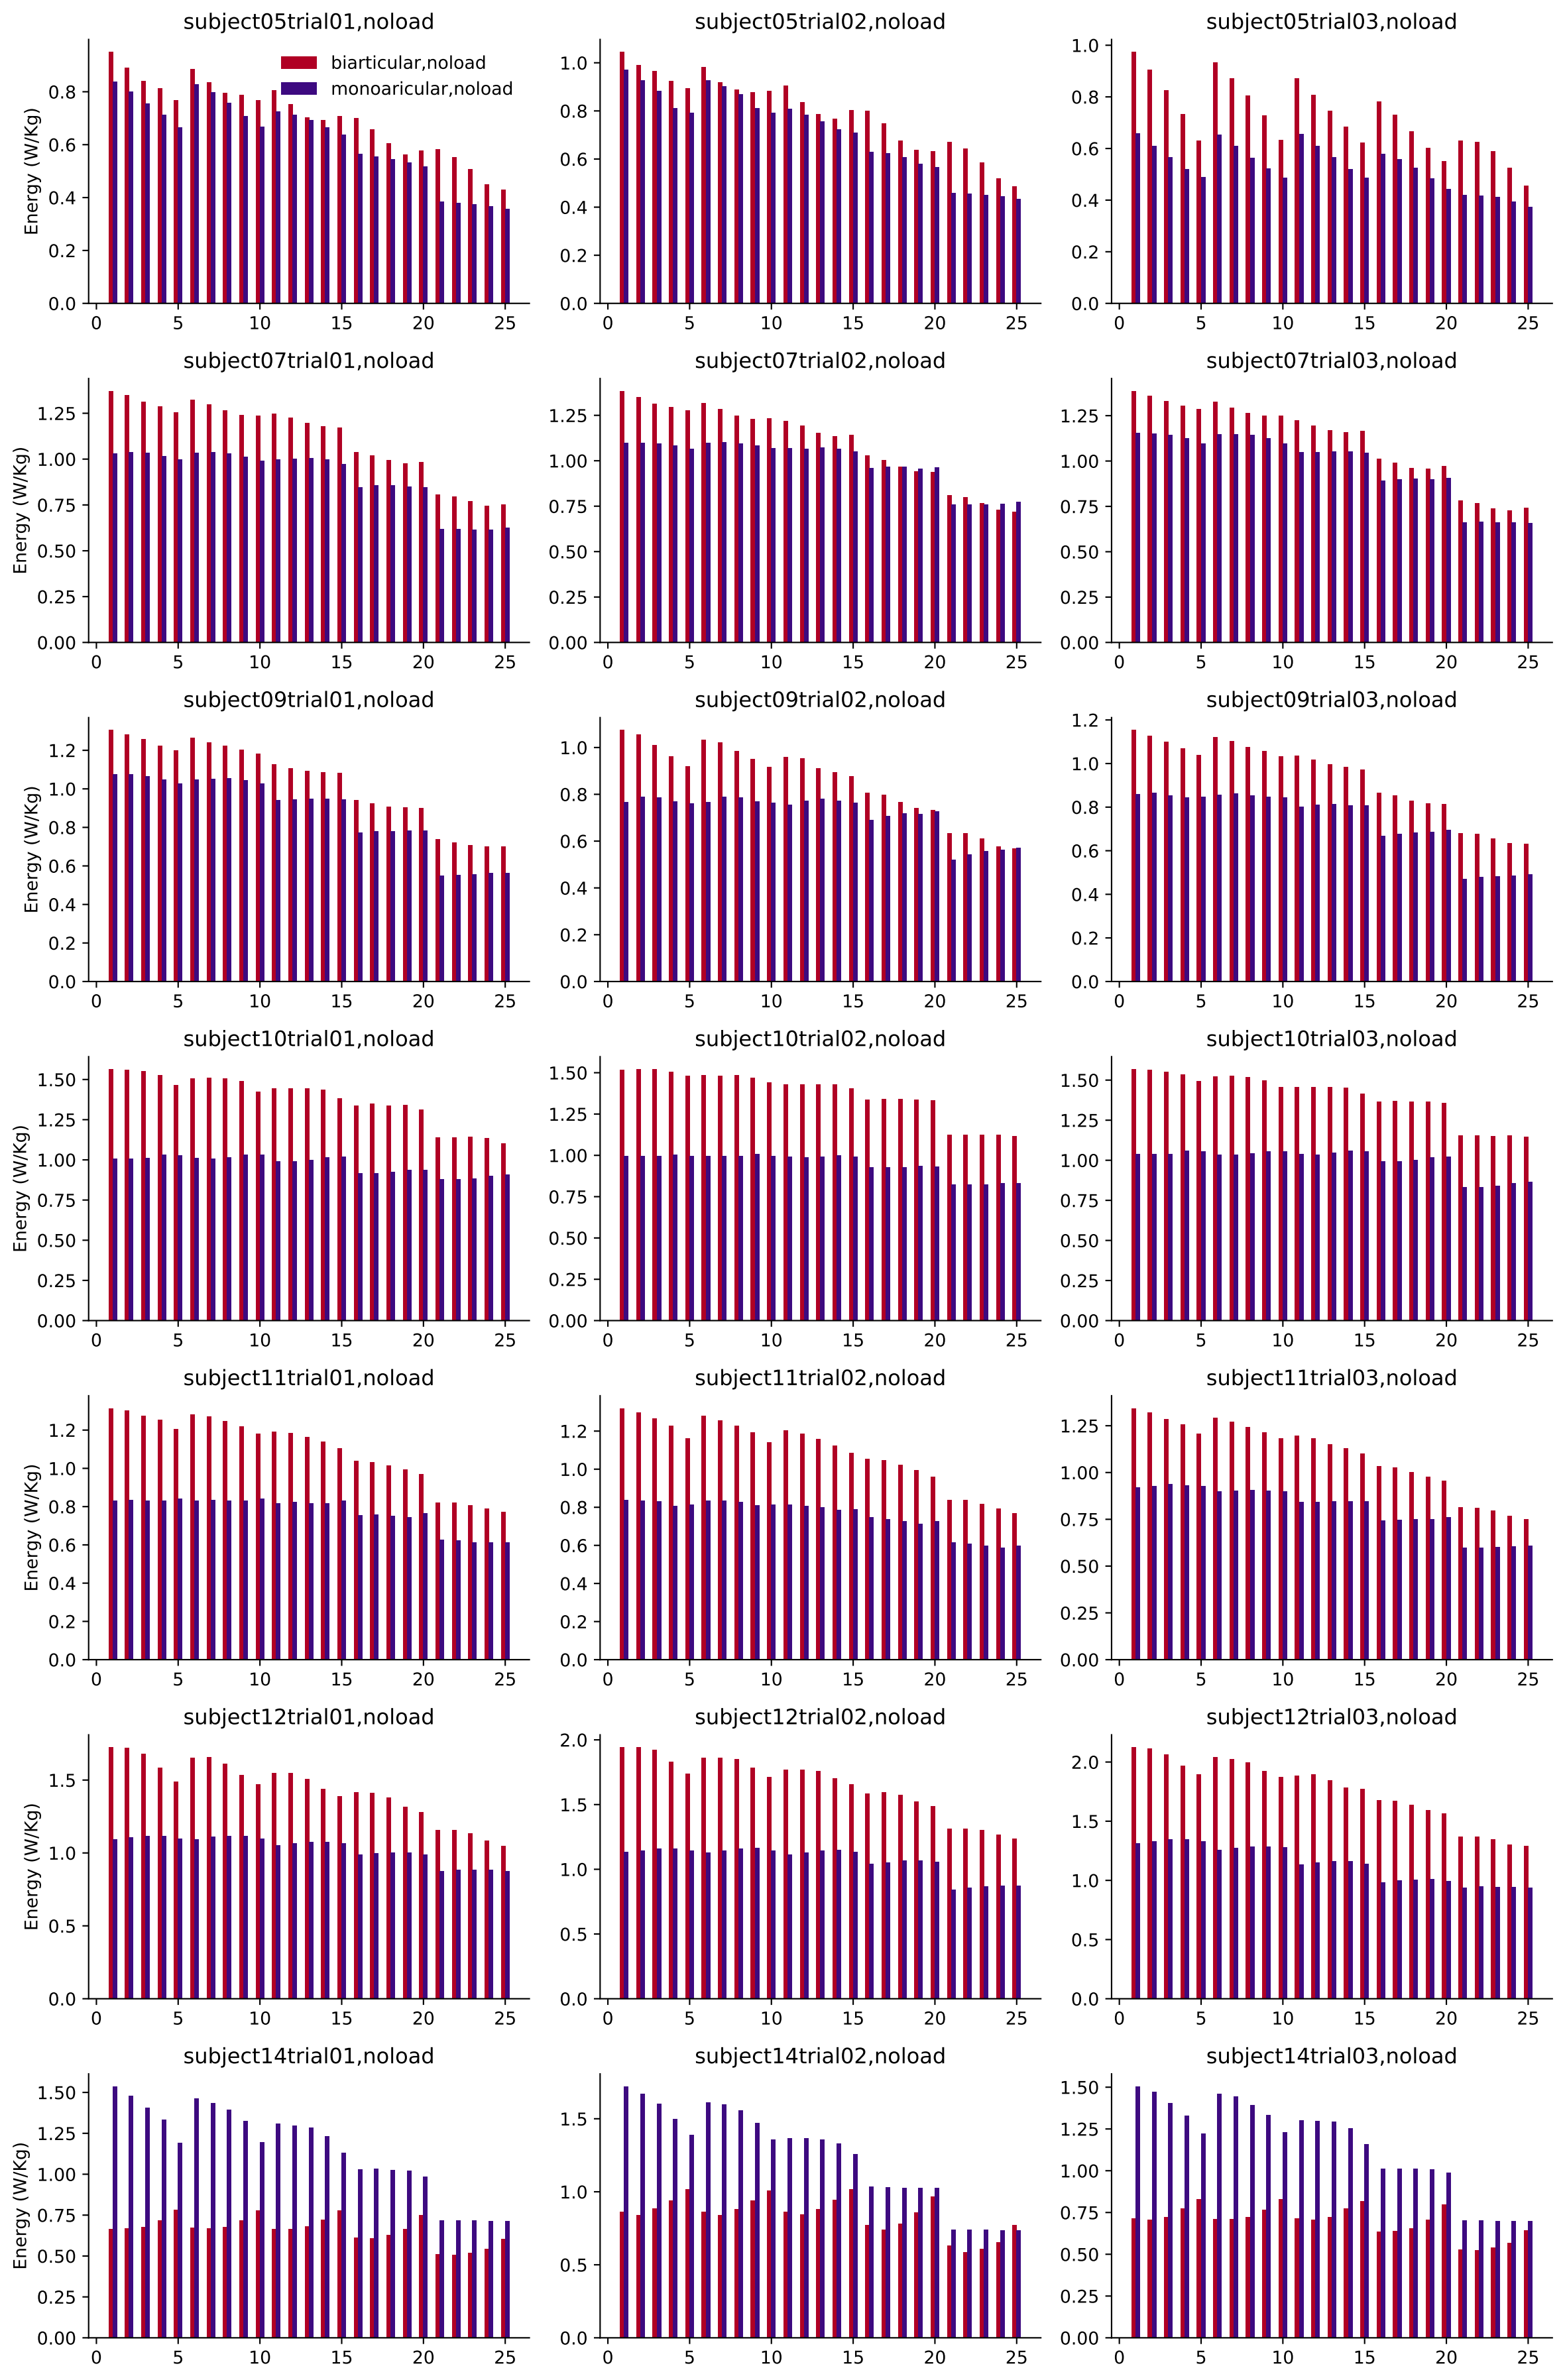 subject05trial01,noload
subject05trial02,noload
subject05trial03,noload
biarticular,noload
monoaricular,noload
Energy (W/Kg)
0.8
0.6
0.4
0.2
0.0
0 5 10 15 20 25
1.0
0.8
0.6
0.4
0.2
0.0
0 5 10 15 20 25
1.0
0.8
0.6
0.4
0.2
0.0
0 5 10 15 20 25
subject07trial01,noload
subject07trial02,noload
subject07trial03,noload
Energy (W/Kg)
1.25
1.00
0.75
0.50
0.25
0.00
0 5 10 15 20 25
1.25
1.00
0.75
0.50
0.25
0.00
0 5 10 15 20 25
1.25
1.00
0.75
0.50
0.25
0.00
0 5 10 15 20 25
subject09trial01,noload
subject09trial02,noload
subject09trial03,noload
Energy (W/Kg)
1.2
1.0
0.8
0.6
0.4
0.2
0.0
0 5 10 15 20 25
1.0
0.8
0.6
0.4
0.2
0.0
0 5 10 15 20 25
1.2
1.0
0.8
0.6
0.4
0.2
0.0
0 5 10 15 20 25
subject10trial01,noload
subject10trial02,noload
subject10trial03,noload
Energy (W/Kg)
1.50
1.25
1.00
0.75
0.50
0.25
0.00
0 5 10 15 20 25
1.50
1.25
1.00
0.75
0.50
0.25
0.00
0 5 10 15 20 25
1.50
1.25
1.00
0.75
0.50
0.25
0.00
0 5 10 15 20 25
subject11trial01,noload
subject11trial02,noload
subject11trial03,noload
Energy (W/Kg)
1.2
1.0
0.8
0.6
0.4
0.2
0.0
0 5 10 15 20 25
1.2
1.0
0.8
0.6
0.4
0.2
0.0
0 5 10 15 20 25
1.25
1.00
0.75
0.50
0.25
0.00
0 5 10 15 20 25
subject12trial01,noload
subject12trial02,noload
subject12trial03,noload
Energy (W/Kg)
1.5
1.0
0.5
0.0
0 5 10 15 20 25
2.0
1.5
1.0
0.5
0.0
0 5 10 15 20 25
2.0
1.5
1.0
0.5
0.0
0 5 10 15 20 25
subject14trial01,noload
subject14trial02,noload
subject14trial03,noload
Energy (W/Kg)
1.50
1.25
1.00
0.75
0.50
0.25
0.00
0 5 10 15 20 25
1.5
1.0
0.5
0.0
0 5 10 15 20 25
1.50
1.25
1.00
0.75
0.50
0.25
0.00
0 5 10 15 20 25